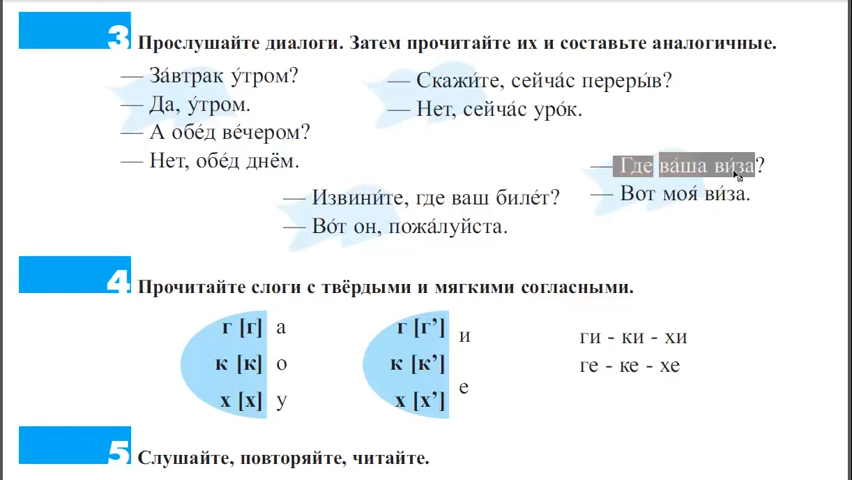 3 Прослушайте диалоги. Затем прочитайте их и составьте аналогичные.
— За́втрак у́тром?
— Да, у́тром.
— А обе́д ве́чером?
— Нет, обе́д днём.
— Скажи́те, сейча́с переры́в?
— Нет, сейча́с уро́к.
— Извини́те, где ваш биле́т?
— Во́т он, пожа́луйста.
— Где ва́ша ви́за?
— Вот моя́ ви́за.
4 Прочитайте слоги с твёрдыми и мягкими согласными.
г [г] а
к [к] о
х [х] у
г [г’] и
к [к’]
х [х’] е
ги - ки - хи
ге - ке - хе
5 Слушайте, повторяйте, читайте.